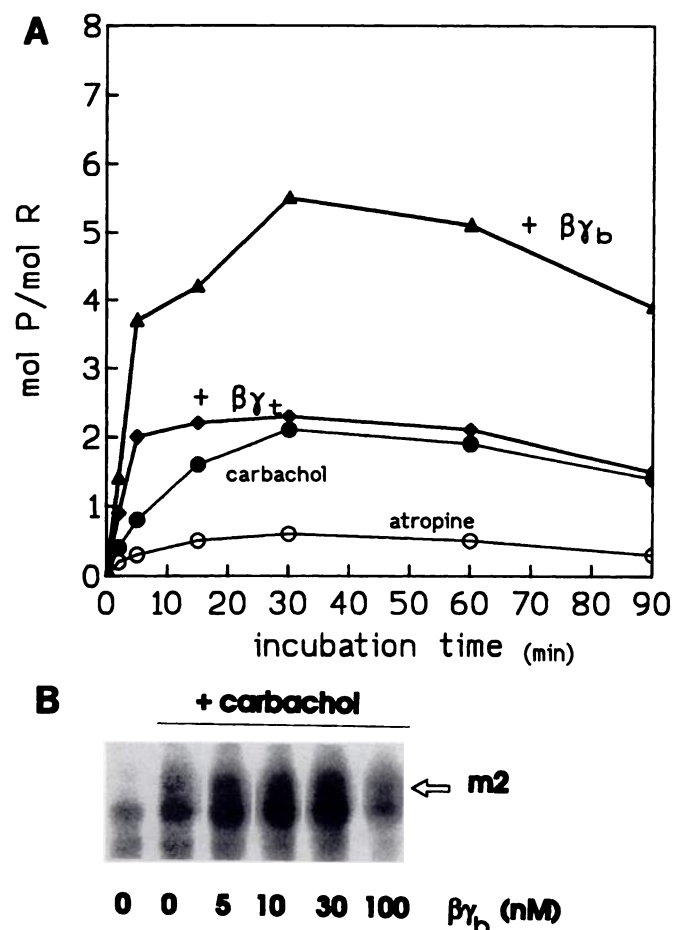 A
8
7
6
5
4
3
2
1
0
mol P/mol R
+ βγb
+ βγt
carbachol
atropine
0 10 20 30 40 50 60 70 80 90
incubation time (min)
B
+ carbachol
m2
0 0 5 10 30 100 βγb (nM)